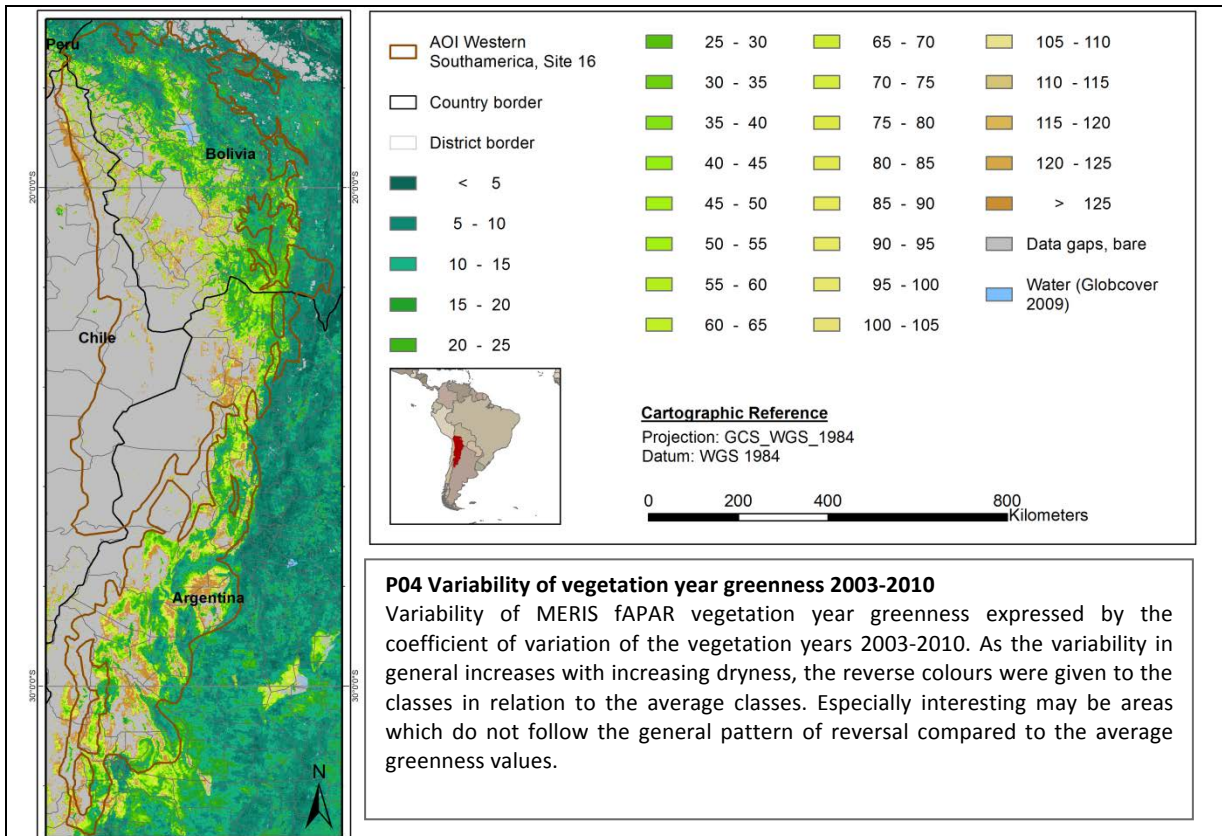 Peru
Bolivia
Chile
Argentina
20°0'0"S
20°0'0"S
30°0'0"S
30°0'0"S
N
AOI Western
Southamerica, Site 16
Country border
District border
< 5
5 - 10
10 - 15
15 - 20
20 - 25
25 - 30
30 - 35
35 - 40
40 - 45
45 - 50
50 - 55
55 - 60
60 - 65
65 - 70
70 - 75
75 - 80
80 - 85
85 - 90
90 - 95
95 - 100
100 - 105
105 - 110
110 - 115
115 - 120
120 - 125
> 125
Data gaps, bare
Water (Globcover
2009)
Cartographic Reference
Projection: GCS_WGS_1984
Datum: WGS 1984
0 200 400 800
Kilometers
P04 Variability of vegetation year greenness 2003-2010
Variability of MERIS fAPAR vegetation year greenness expressed by the
coefficient of variation of the vegetation years 2003-2010. As the variability in
general increases with increasing dryness, the reverse colours were given to the
classes in relation to the average classes. Especially interesting may be areas
which do not follow the general pattern of reversal compared to the average
greenness values.